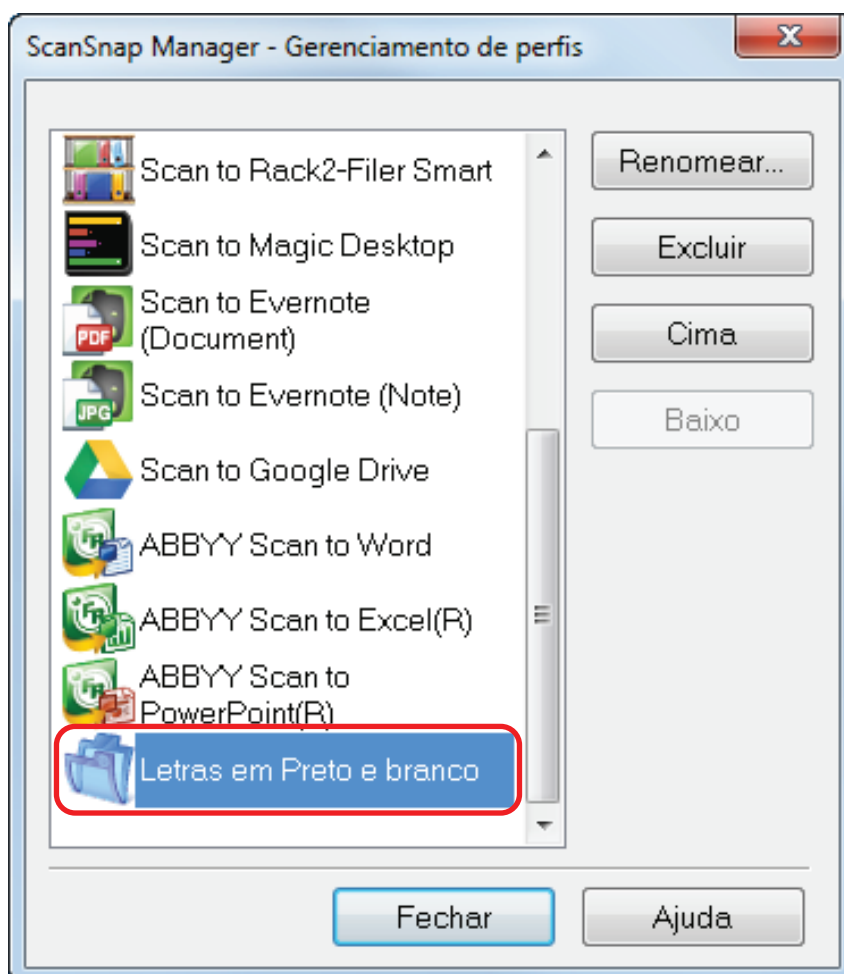 ScanSnap Manager - Gerenciamento de perfis
Scan to Rack2-Filer Smart
Scan to Magic Desktop
PDF
Scan to Evernote
(Document)
JPG
Scan to Evernote (Note)
Scan to Google Drive
ABBYY Scan to Word
ABBYY Scan to Excel(R)
ABBYY Scan to
PowerPoint(R)
Letras em Preto e branco
Renomear...
Excluir
Cima
Baixo
Fechar
Ajuda